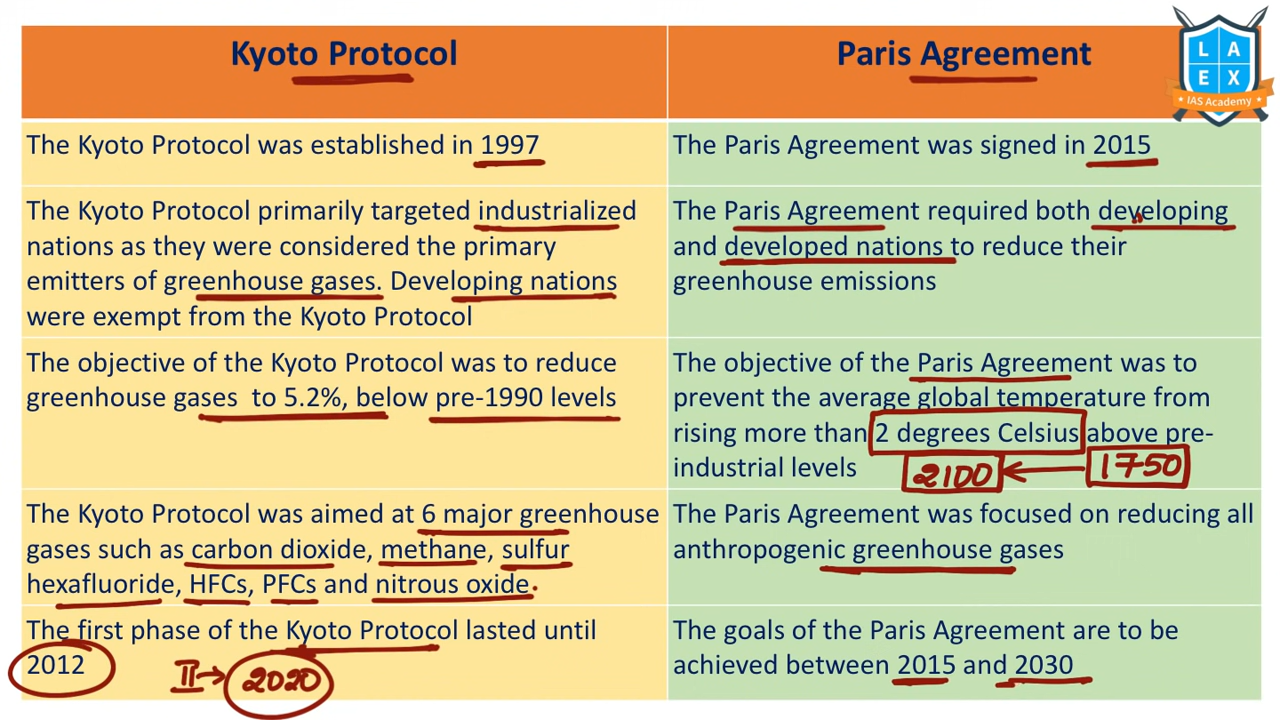 Kyoto Protocol
Paris Agreement
L A
E X
IAS Academy
The Kyoto Protocol was established in 1997
The Paris Agreement was signed in 2015
The Kyoto Protocol primarily targeted industrialized
nations as they were considered the primary
emitters of greenhouse gases. Developing nations
were exempt from the Kyoto Protocol
The Paris Agreement required both developing
and developed nations to reduce their
greenhouse emissions
The objective of the Kyoto Protocol was to reduce
greenhouse gases to 5.2%, below pre-1990 levels
The objective of the Paris Agreement was to
prevent the average global temperature from
rising more than 2 degrees Celsius above pre-
industrial levels
2100 ← 1750
The Kyoto Protocol was aimed at 6 major greenhouse
gases such as carbon dioxide, methane, sulfur
hexafluoride, HFCs, PFCs and nitrous oxide
The Paris Agreement was focused on reducing all
anthropogenic greenhouse gases
The first phase of the Kyoto Protocol lasted until
2012
II → 2020
The goals of the Paris Agreement are to be
achieved between 2015 and 2030